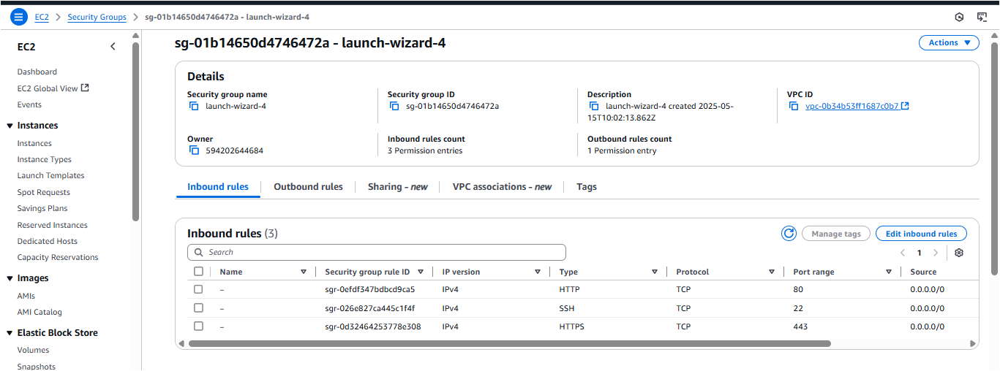 EC2 > Security Groups > sg-01b14650d4746472a - launch-wizard-4
EC2
Dashboard
EC2 Global View
Events
Instances
Instances
Instance Types
Launch Templates
Spot Requests
Savings Plans
Reserved Instances
Dedicated Hosts
Capacity Reservations
Images
AMIs
AMI Catalog
Elastic Block Store
Volumes
Snapshots
sg-01b14650d4746472a - launch-wizard-4
Actions
Details
Security group name
launch-wizard-4
Security group ID
sg-01b14650d4746472a
Description
launch-wizard-4 created 2025-05-
15T10:02:13.862Z
VPC ID
vpc-0b34b53ff1687c0b7
Owner
594202644684
Inbound rules count
3 Permission entries
Outbound rules count
1 Permission entry
Inbound rules Outbound rules Sharing - new VPC associations - new Tags
Inbound rules (3)
Manage tags Edit inbound rules
Search
1
Name Security group rule ID IP version Type Protocol Port range Source
– sgr-0efdf347bdbcd9ca5 IPv4 HTTP TCP 80 0.0.0.0/0
– sgr-026e827ca445c1f4f IPv4 SSH TCP 22 0.0.0.0/0
– sgr-0d32464253778e308 IPv4 HTTPS TCP 443 0.0.0.0/0